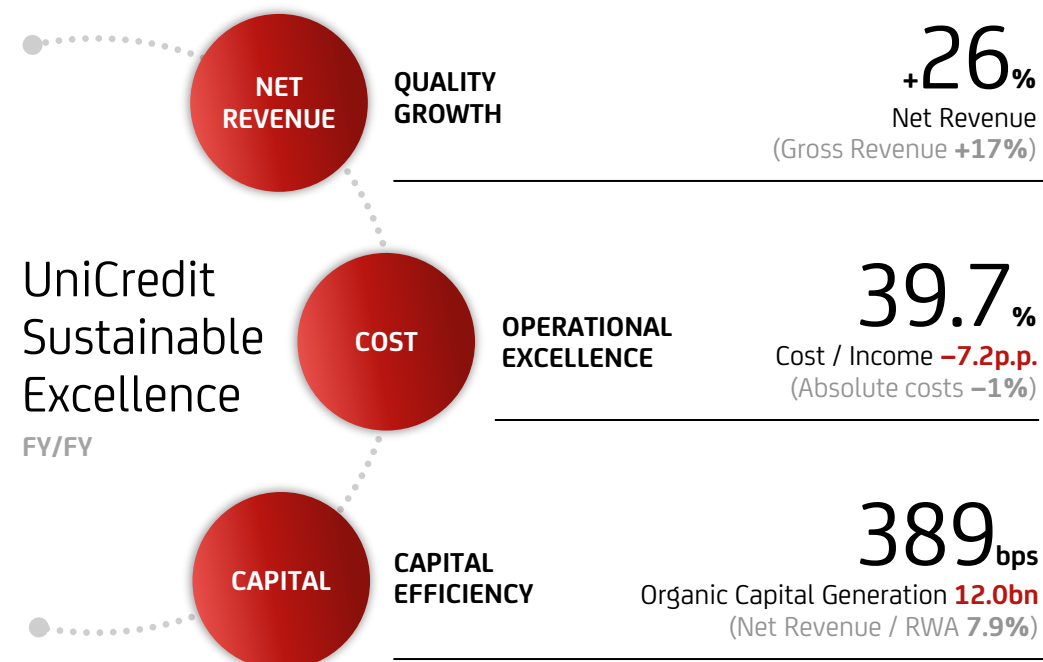 NET
REVENUE
QUALITY
GROWTH
+26%
Net Revenue
(Gross Revenue +17%)
UniCredit
Sustainable
Excellence
FY/FY
COST
OPERATIONAL
EXCELLENCE
39.7%
Cost / Income –7.2p.p.
(Absolute costs –1%)
CAPITAL
CAPITAL
EFFICIENCY
389bps
Organic Capital Generation 12.0bn
(Net Revenue / RWA 7.9%)